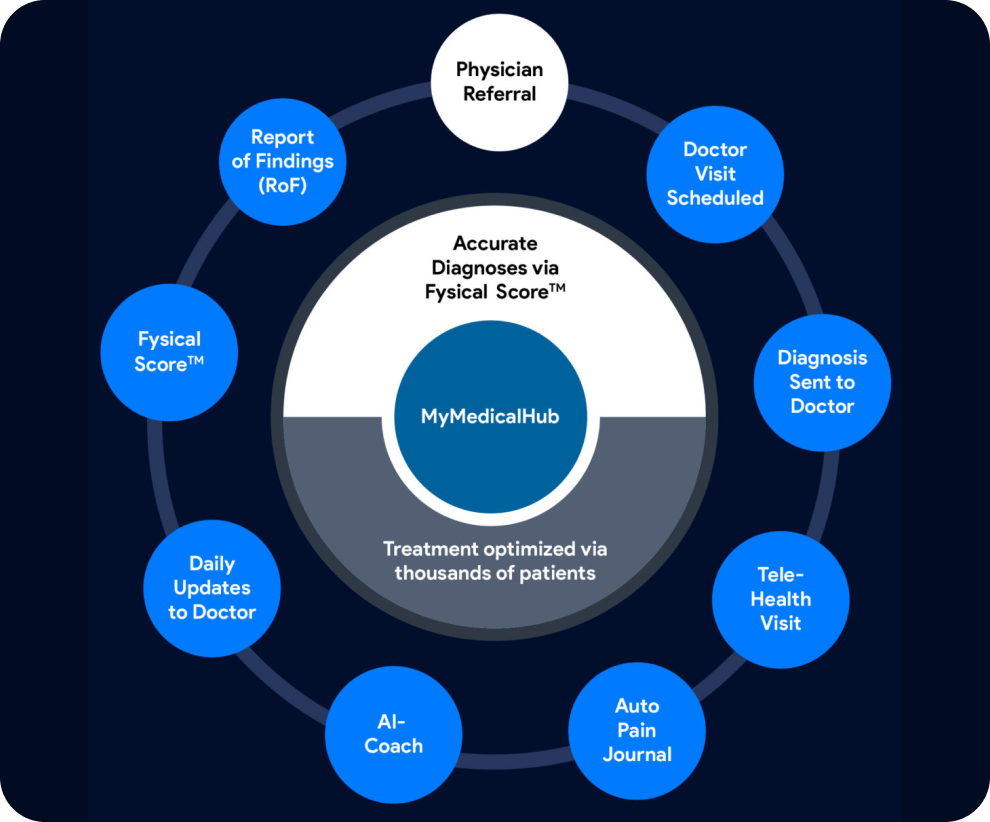 Physician
Referral
Doctor
Visit
Scheduled
Diagnosis
Sent to
Doctor
Tele-
Health
Visit
Auto
Pain
Journal
AI-
Coach
Daily
Updates
to Doctor
Fysical
Score™
Report
of Findings
(RoF)
Accurate
Diagnoses via
Fysical Score™
MyMedicalHub
Treatment optimized via
thousands of patients